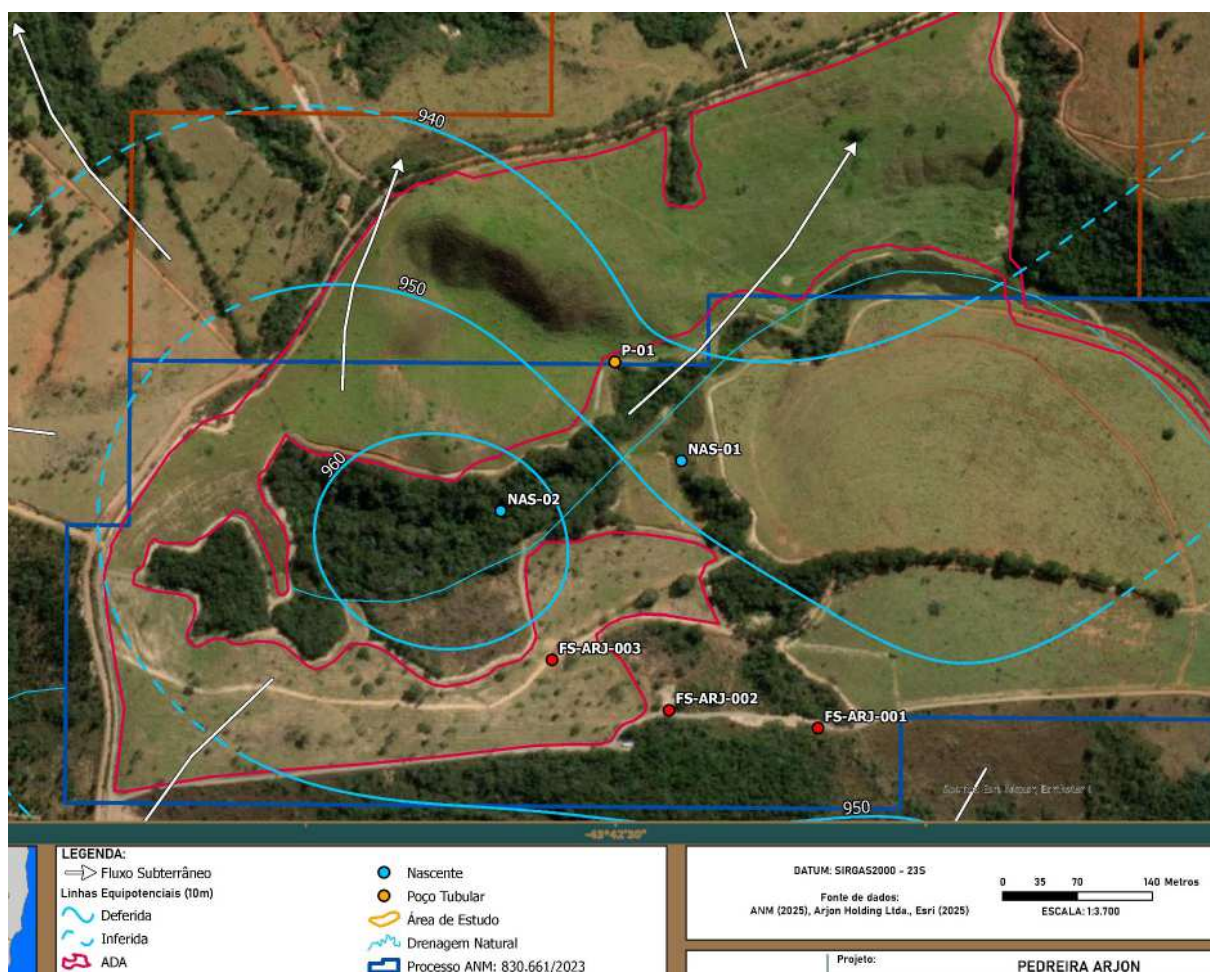 940
950
P-01
NAS-01
960
NAS-02
FS-ARJ-003
FS-ARJ-002
FS-ARJ-001
950
-43°42'30"
LEGENDA:
Fluxo Subterrâneo
Linhas Equipotenciais (10m)
Deferida
Inferida
ADA
Nascente
Poço Tubular
Área de Estudo
Drenagem Natural
Processo ANM: 830.661/2023
DATUM: SIRGAS2000 - 23S
Fonte de dados:
ANM (2025), Arjon Holding Ltda., Esri (2025)
0 35 70 140 Metros
ESCALA: 1:3.700
Projeto:
PEDREIRA ARJON